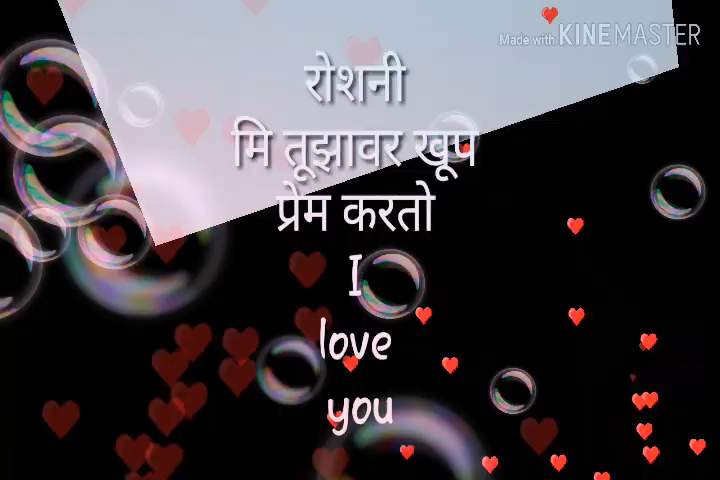 Made with KINEMASTER
रोशनी
मि तूझावर खूप
प्रेम करतो
I
love
you